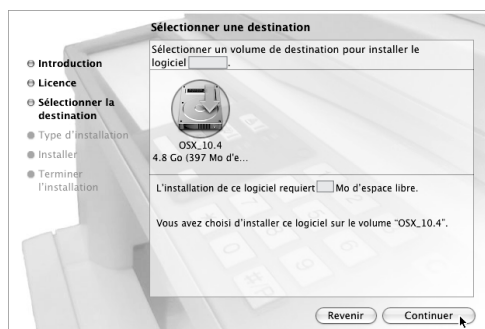 Sélectionner une destination
Introduction
Licence
Sélectionner la
destination
Type d'installation
Installer
Terminer
l'installation
Sélectionner un volume de destination pour installer le
logiciel .
OSX_10.4
4.8 Go (397 Mo d'e...
L'installation de ce logiciel requiert Mo d'espace libre.
Vous avez choisi d'installer ce logiciel sur le volume “OSX_10.4”.
Revenir
Continuer